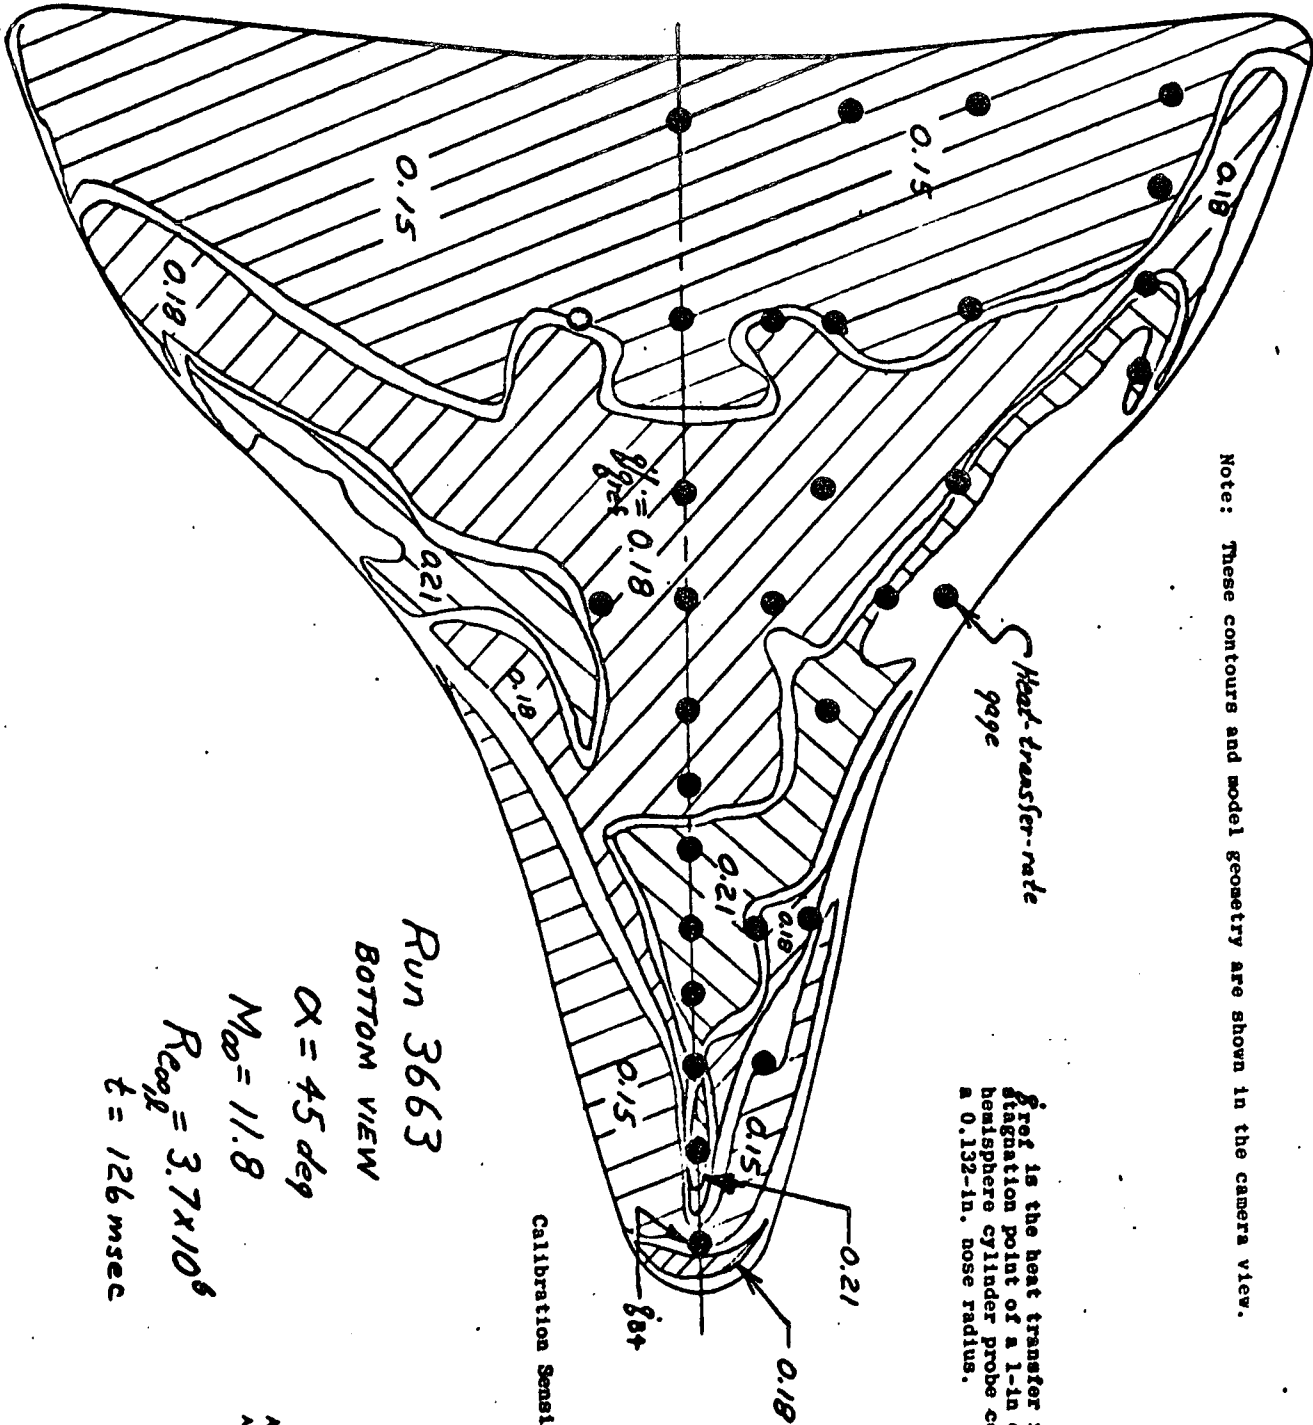 Note: These contours and model geometry are shown in the camera view.
q̇ref is the heat transfer
stagnation point of a 1-in
hemisphere cylinder probe
a 0.132-in. nose radius.
Heat-transfer-rate
gage
0.15
0.15
0.18
0.18
q̇/q̇ref = 0.18
0.21
0.18
0.21
0.18
0.15
0.15
0.21
0.18
q̇84
Calibration
Run 3663
BOTTOM VIEW
α = 45 deg
M∞ = 11.8
Re∞,ℓ = 3.7 x 10⁶
t = 126 msec